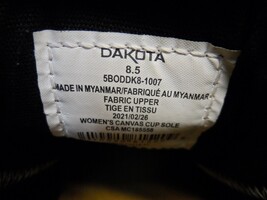 DAKOTA
8.5
5BODDK8-1007
MADE IN MYANMAR/FABRIQUÉ AU MYANMAR
FABRIC UPPER
TIGE EN TISSU
2021/02/26
WOMEN'S CANVAS CUP SOLE
CSA